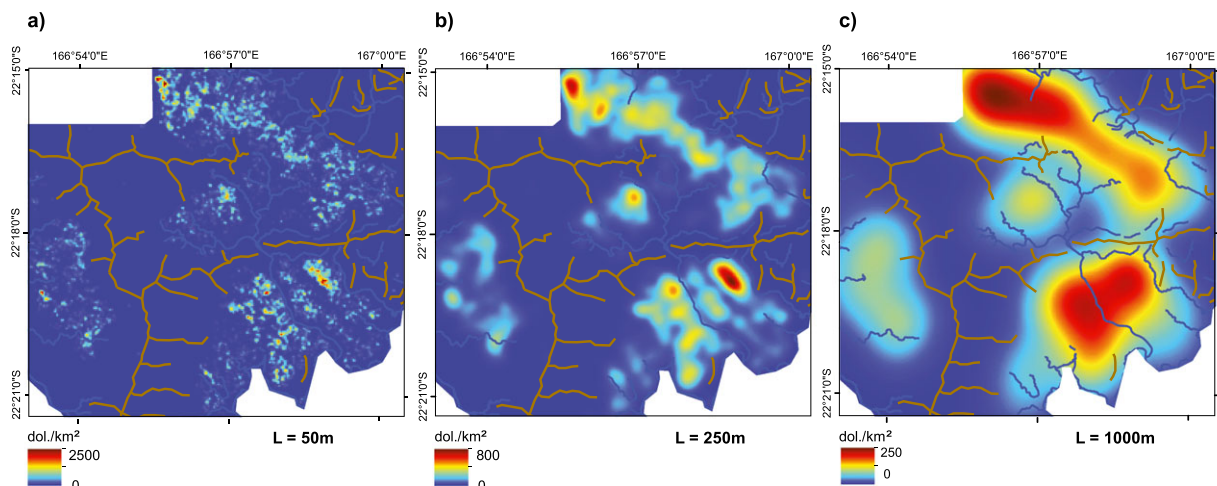 a)
166°54'0"E 166°57'0"E 167°0'0"E
22°15'0"S
22°18'0"S
22°21'0"S
dol./km²
2500
0
L = 50m
b)
166°54'0"E 166°57'0"E 167°0'0"E
22°15'0"S
22°18'0"S
22°21'0"S
dol./km²
800
0
L = 250m
c)
166°54'0"E 166°57'0"E 167°0'0"E
22°15'0"S
22°18'0"S
22°21'0"S
dol./km²
250
0
L = 1000m